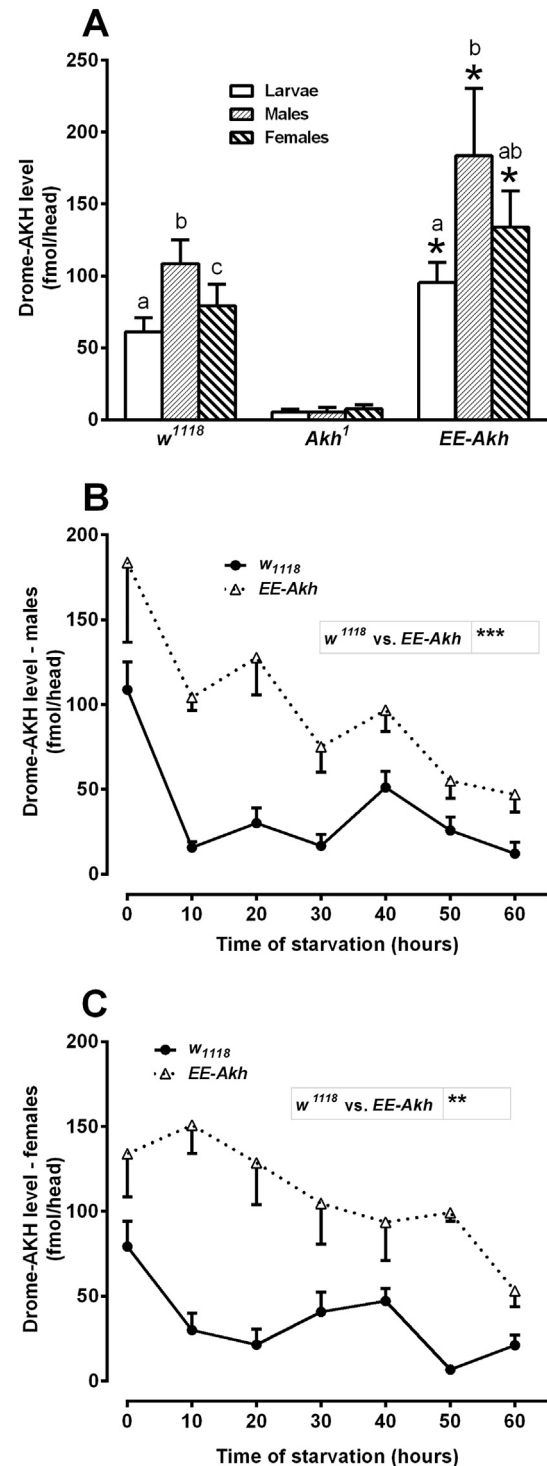 A
Drome-AKH level
(fmol/head)
250
200
150
100
50
0
Larvae
Males
Females
a
b
c
a
*
b
*
ab
*
w1118
Akh1
EE-Akh
B
Drome-AKH level - males
(fmol/head)
200
150
100
50
0
w1118
EE-Akh
w 1118 vs. EE-Akh ***
0 10 20 30 40 50 60
Time of starvation (hours)
C
Drome-AKH level - females
(fmol/head)
200
150
100
50
0
w1118
EE-Akh
w 1118 vs. EE-Akh **
0 10 20 30 40 50 60
Time of starvation (hours)